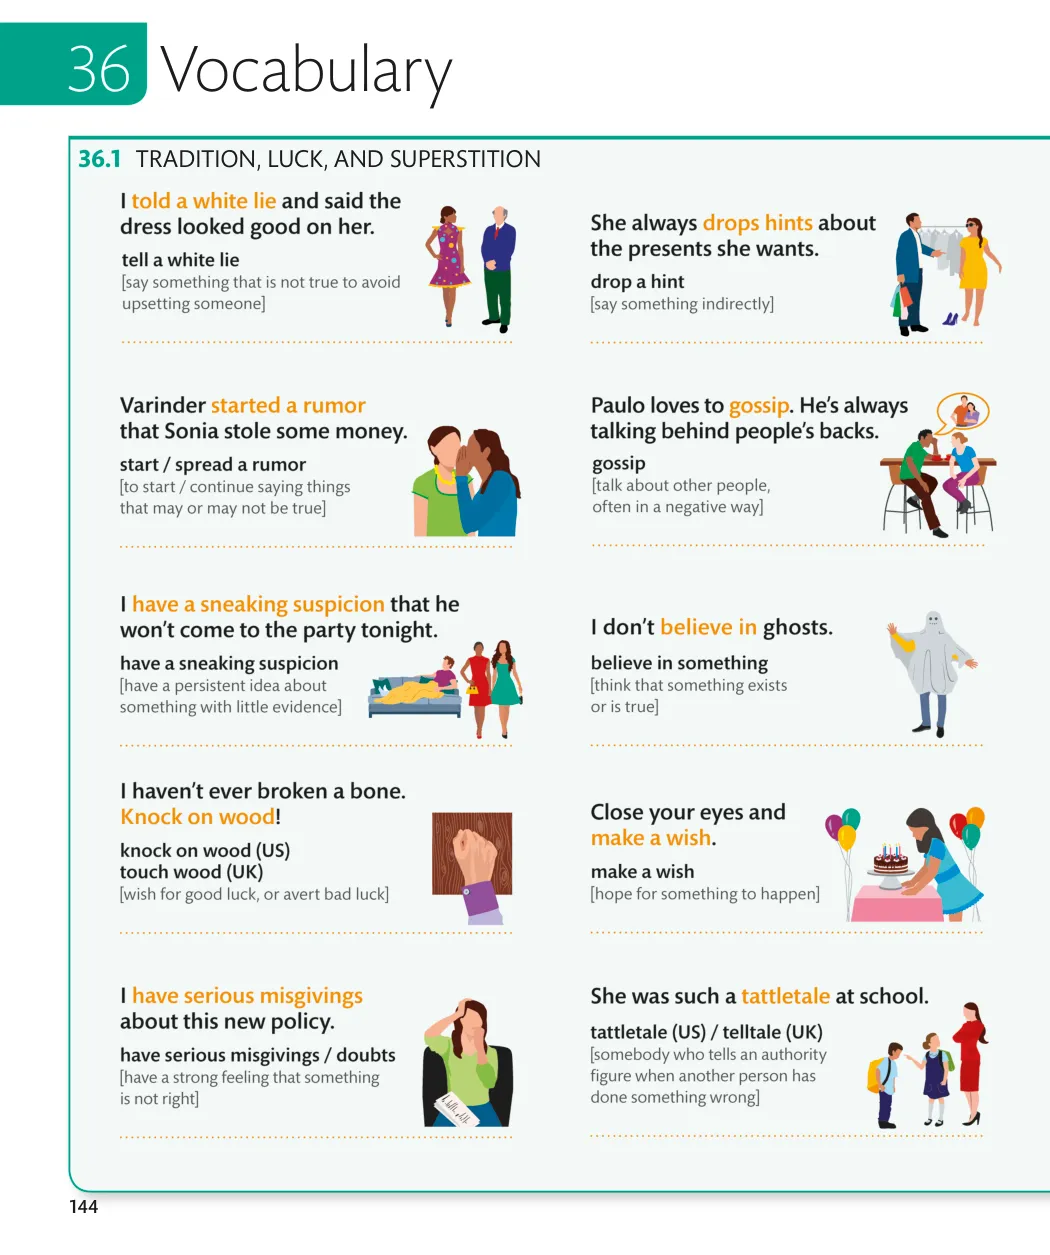 36 Vocabulary
36.1 TRADITION, LUCK, AND SUPERSTITION
I told a white lie and said the
dress looked good on her.
tell a white lie
[say something that is not true to avoid
upsetting someone]
She always drops hints about
the presents she wants.
drop a hint
[say something indirectly]
Varinder started a rumor
that Sonia stole some money.
start / spread a rumor
[to start / continue saying things
that may or may not be true]
Paulo loves to gossip. He’s always
talking behind people’s backs.
gossip
[talk about other people,
often in a negative way]
I have a sneaking suspicion that he
won’t come to the party tonight.
have a sneaking suspicion
[have a persistent idea about
something with little evidence]
I don’t believe in ghosts.
believe in something
[think that something exists
or is true]
I haven’t ever broken a bone.
Knock on wood!
knock on wood (US)
touch wood (UK)
[wish for good luck, or avert bad luck]
Close your eyes and
make a wish.
make a wish
[hope for something to happen]
I have serious misgivings
about this new policy.
have serious misgivings / doubts
[have a strong feeling that something
is not right]
She was such a tattletale at school.
tattletale (US) / telltale (UK)
[somebody who tells an authority
figure when another person has
done something wrong]
144